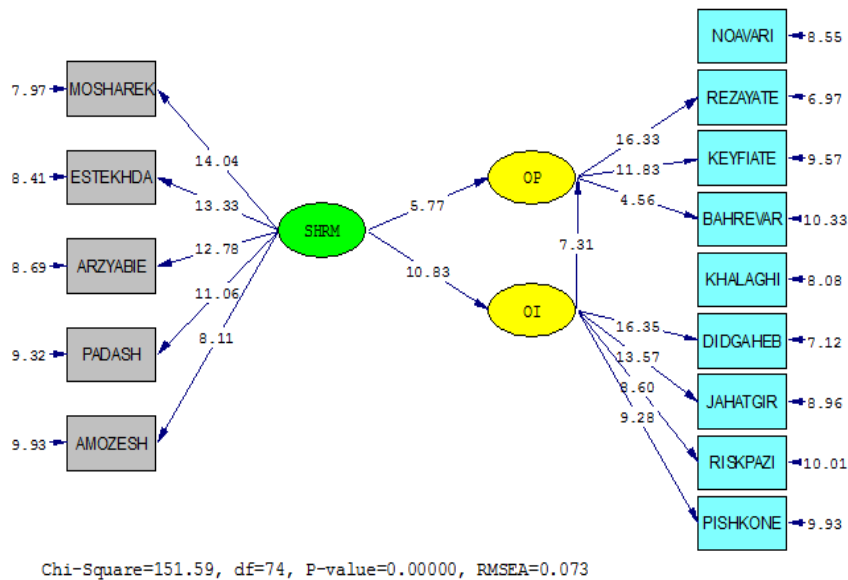 NOAVARI
8.55
7.97
MOSHAREK
REZAYATE
6.97
16.33
14.04
KEYFIATE
9.57
11.83
8.41
ESTEKHDA
OP
4.56
13.33
5.77
BAHREVAR
10.33
SHRM
12.78
7.31
8.69
ARZYABIE
10.83
KHALAGHI
8.08
11.06
OI
16.35
8.11
DIDGAHEB
7.12
9.32
PADASH
13.57
8.60
JAHATGIR
8.96
9.28
9.93
AMOZESH
RISKPAZI
10.01
PISHKONE
9.93
Chi-Square=151.59, df=74, P-value=0.00000, RMSEA=0.073